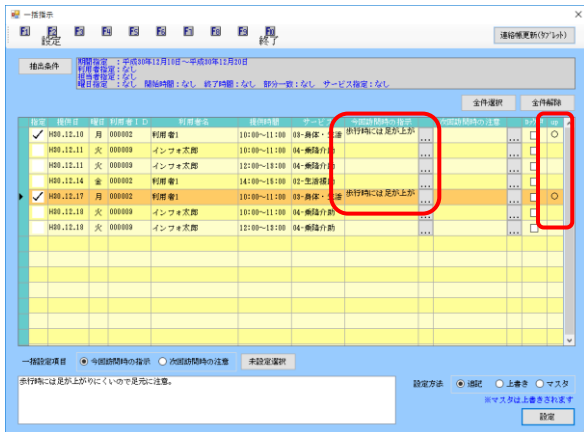 一括指示
F1 F2 F3 F4 F5 F6 F7 F8 F9 F10
設定 終了
連絡帳更新(タブレット)
抽出条件
期間指定 :平成30年12月10日~平成30年12月20日
利用者指定:なし
担当者指定:なし
曜日指定 :なし 開始時間:なし 終了時間:なし 部分一致:なし サービス指定:なし
全件選択 全件解除
指定 提供日 曜日 利用者ID 利用者名 提供時間 サービス 今回訪問時の指示 次回訪問時の注意 up
H30.12.10 月 000002 利用者1 10:00~11:00 03-身体・生活 歩行時には足が上が ... ... ○
H30.12.11 火 000009 インフォ太郎 10:00~11:00 04-乗降介助 ... ...
H30.12.11 火 000009 インフォ太郎 12:00~13:00 04-乗降介助 ... ...
H30.12.14 金 000002 利用者1 14:00~15:00 02-生活援助 ... ...
H30.12.17 月 000002 利用者1 10:00~11:00 03-身体・生活 歩行時には足が上が ... ... ○
H30.12.18 火 000009 インフォ太郎 10:00~11:00 04-乗降介助 ... ...
H30.12.18 火 000009 インフォ太郎 12:00~13:00 04-乗降介助 ... ...
一括設定項目 今回訪問時の指示 次回訪問時の注意 未設定選択
歩行時には足が上がりにくいので足元に注意。
設定方法 追記 上書き マスタ
※マスタは上書きされます
設定